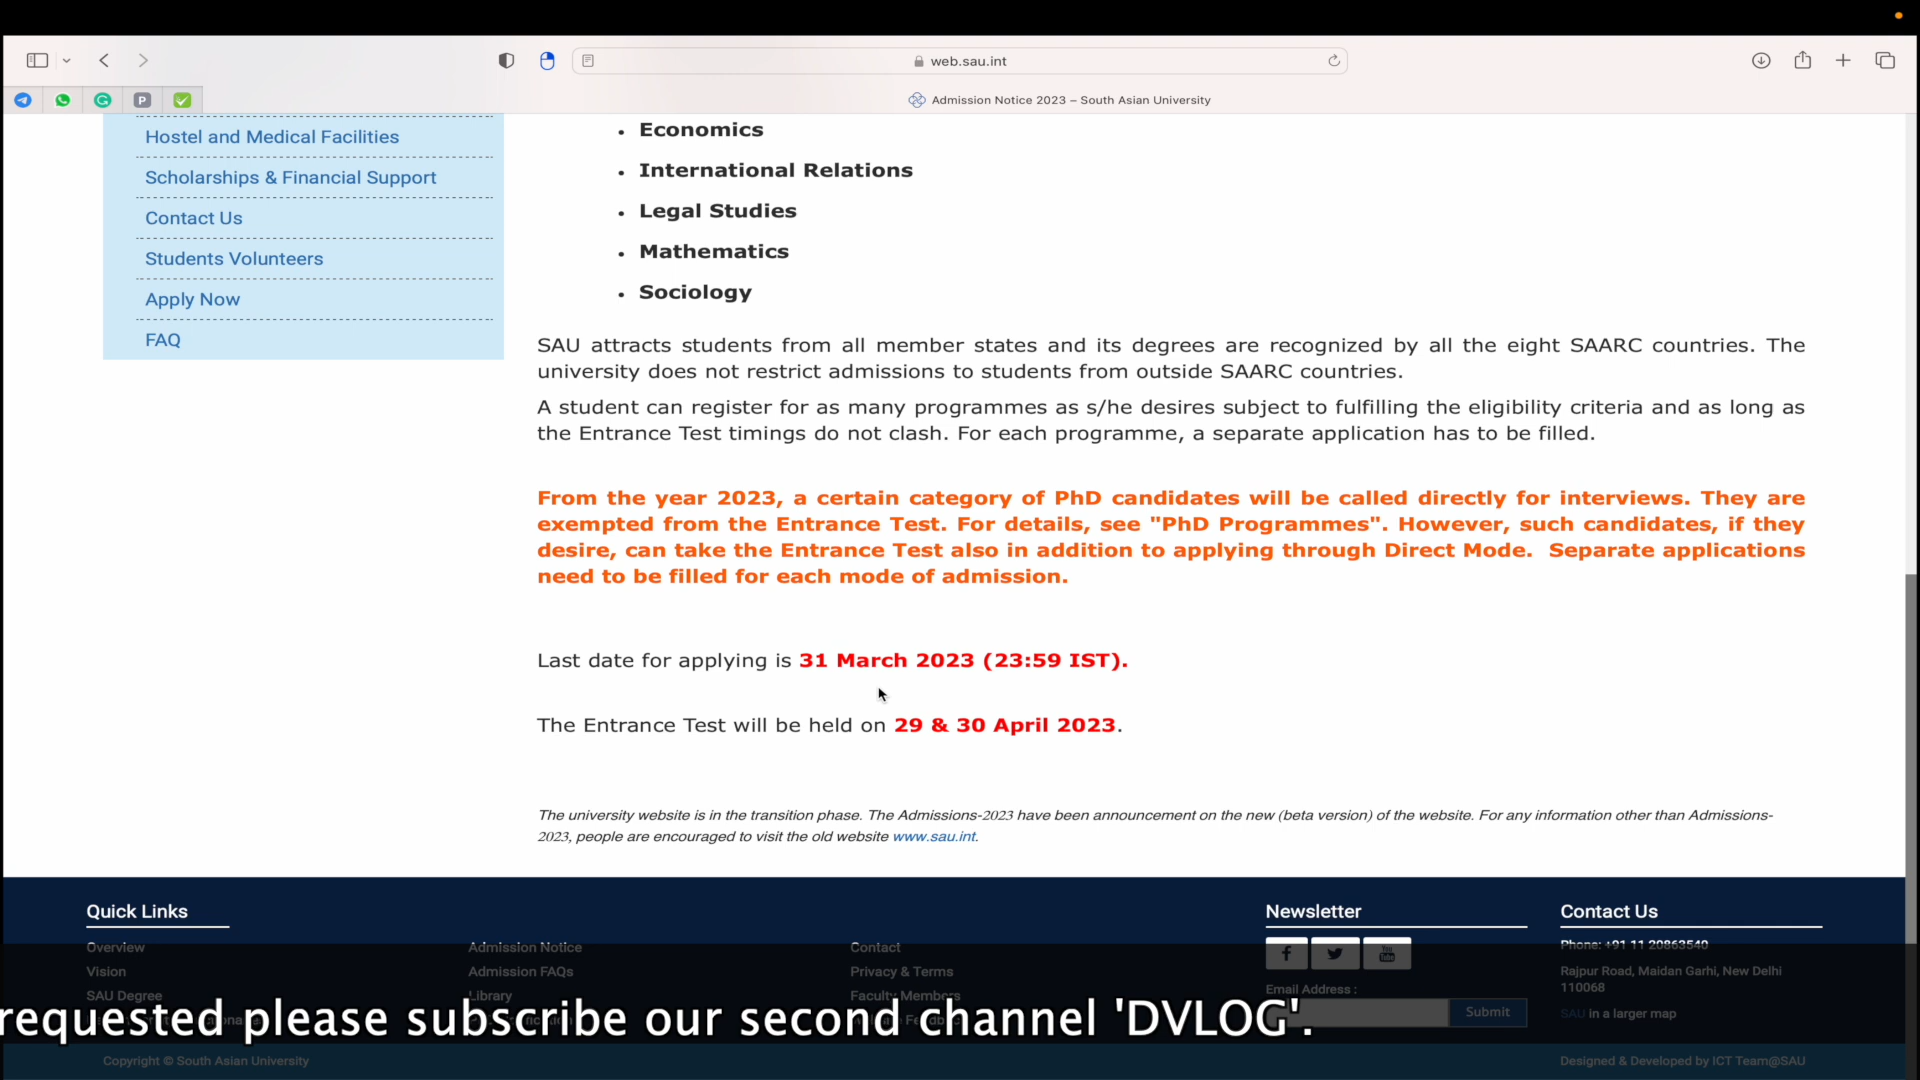 web.sau.int
Admission Notice 2023 – South Asian University
Hostel and Medical Facilities
Scholarships & Financial Support
Contact Us
Students Volunteers
Apply Now
FAQ
• Economics
• International Relations
• Legal Studies
• Mathematics
• Sociology
SAU attracts students from all member states and its degrees are recognized by all the eight SAARC countries. The
university does not restrict admissions to students from outside SAARC countries.
A student can register for as many programmes as s/he desires subject to fulfilling the eligibility criteria and as long as
the Entrance Test timings do not clash. For each programme, a separate application has to be filled.
From the year 2023, a certain category of PhD candidates will be called directly for interviews. They are
exempted from the Entrance Test. For details, see "PhD Programmes". However, such candidates, if they
desire, can take the Entrance Test also in addition to applying through Direct Mode. Separate applications
need to be filled for each mode of admission.
Last date for applying is 31 March 2023 (23:59 IST).
The Entrance Test will be held on 29 & 30 April 2023.
The university website is in the transition phase. The Admissions-2023 have been announcement on the new (beta version) of the website. For any information other than Admissions-
2023, people are encouraged to visit the old website www.sau.int.
Quick Links
Overview
Vision
SAU Degree
Admission Notice
Admission FAQs
Library
Contact
Privacy & Terms
Faculty Members
Newsletter
Email Address :
Submit
Contact Us
Phone: +91 11 20863540
Rajpur Road, Maidan Garhi, New Delhi
110068
SAU in a larger map
requested please subscribe our second channel 'DVLOG'.
Copyright © South Asian University
Designed & Developed by ICT Team@SAU